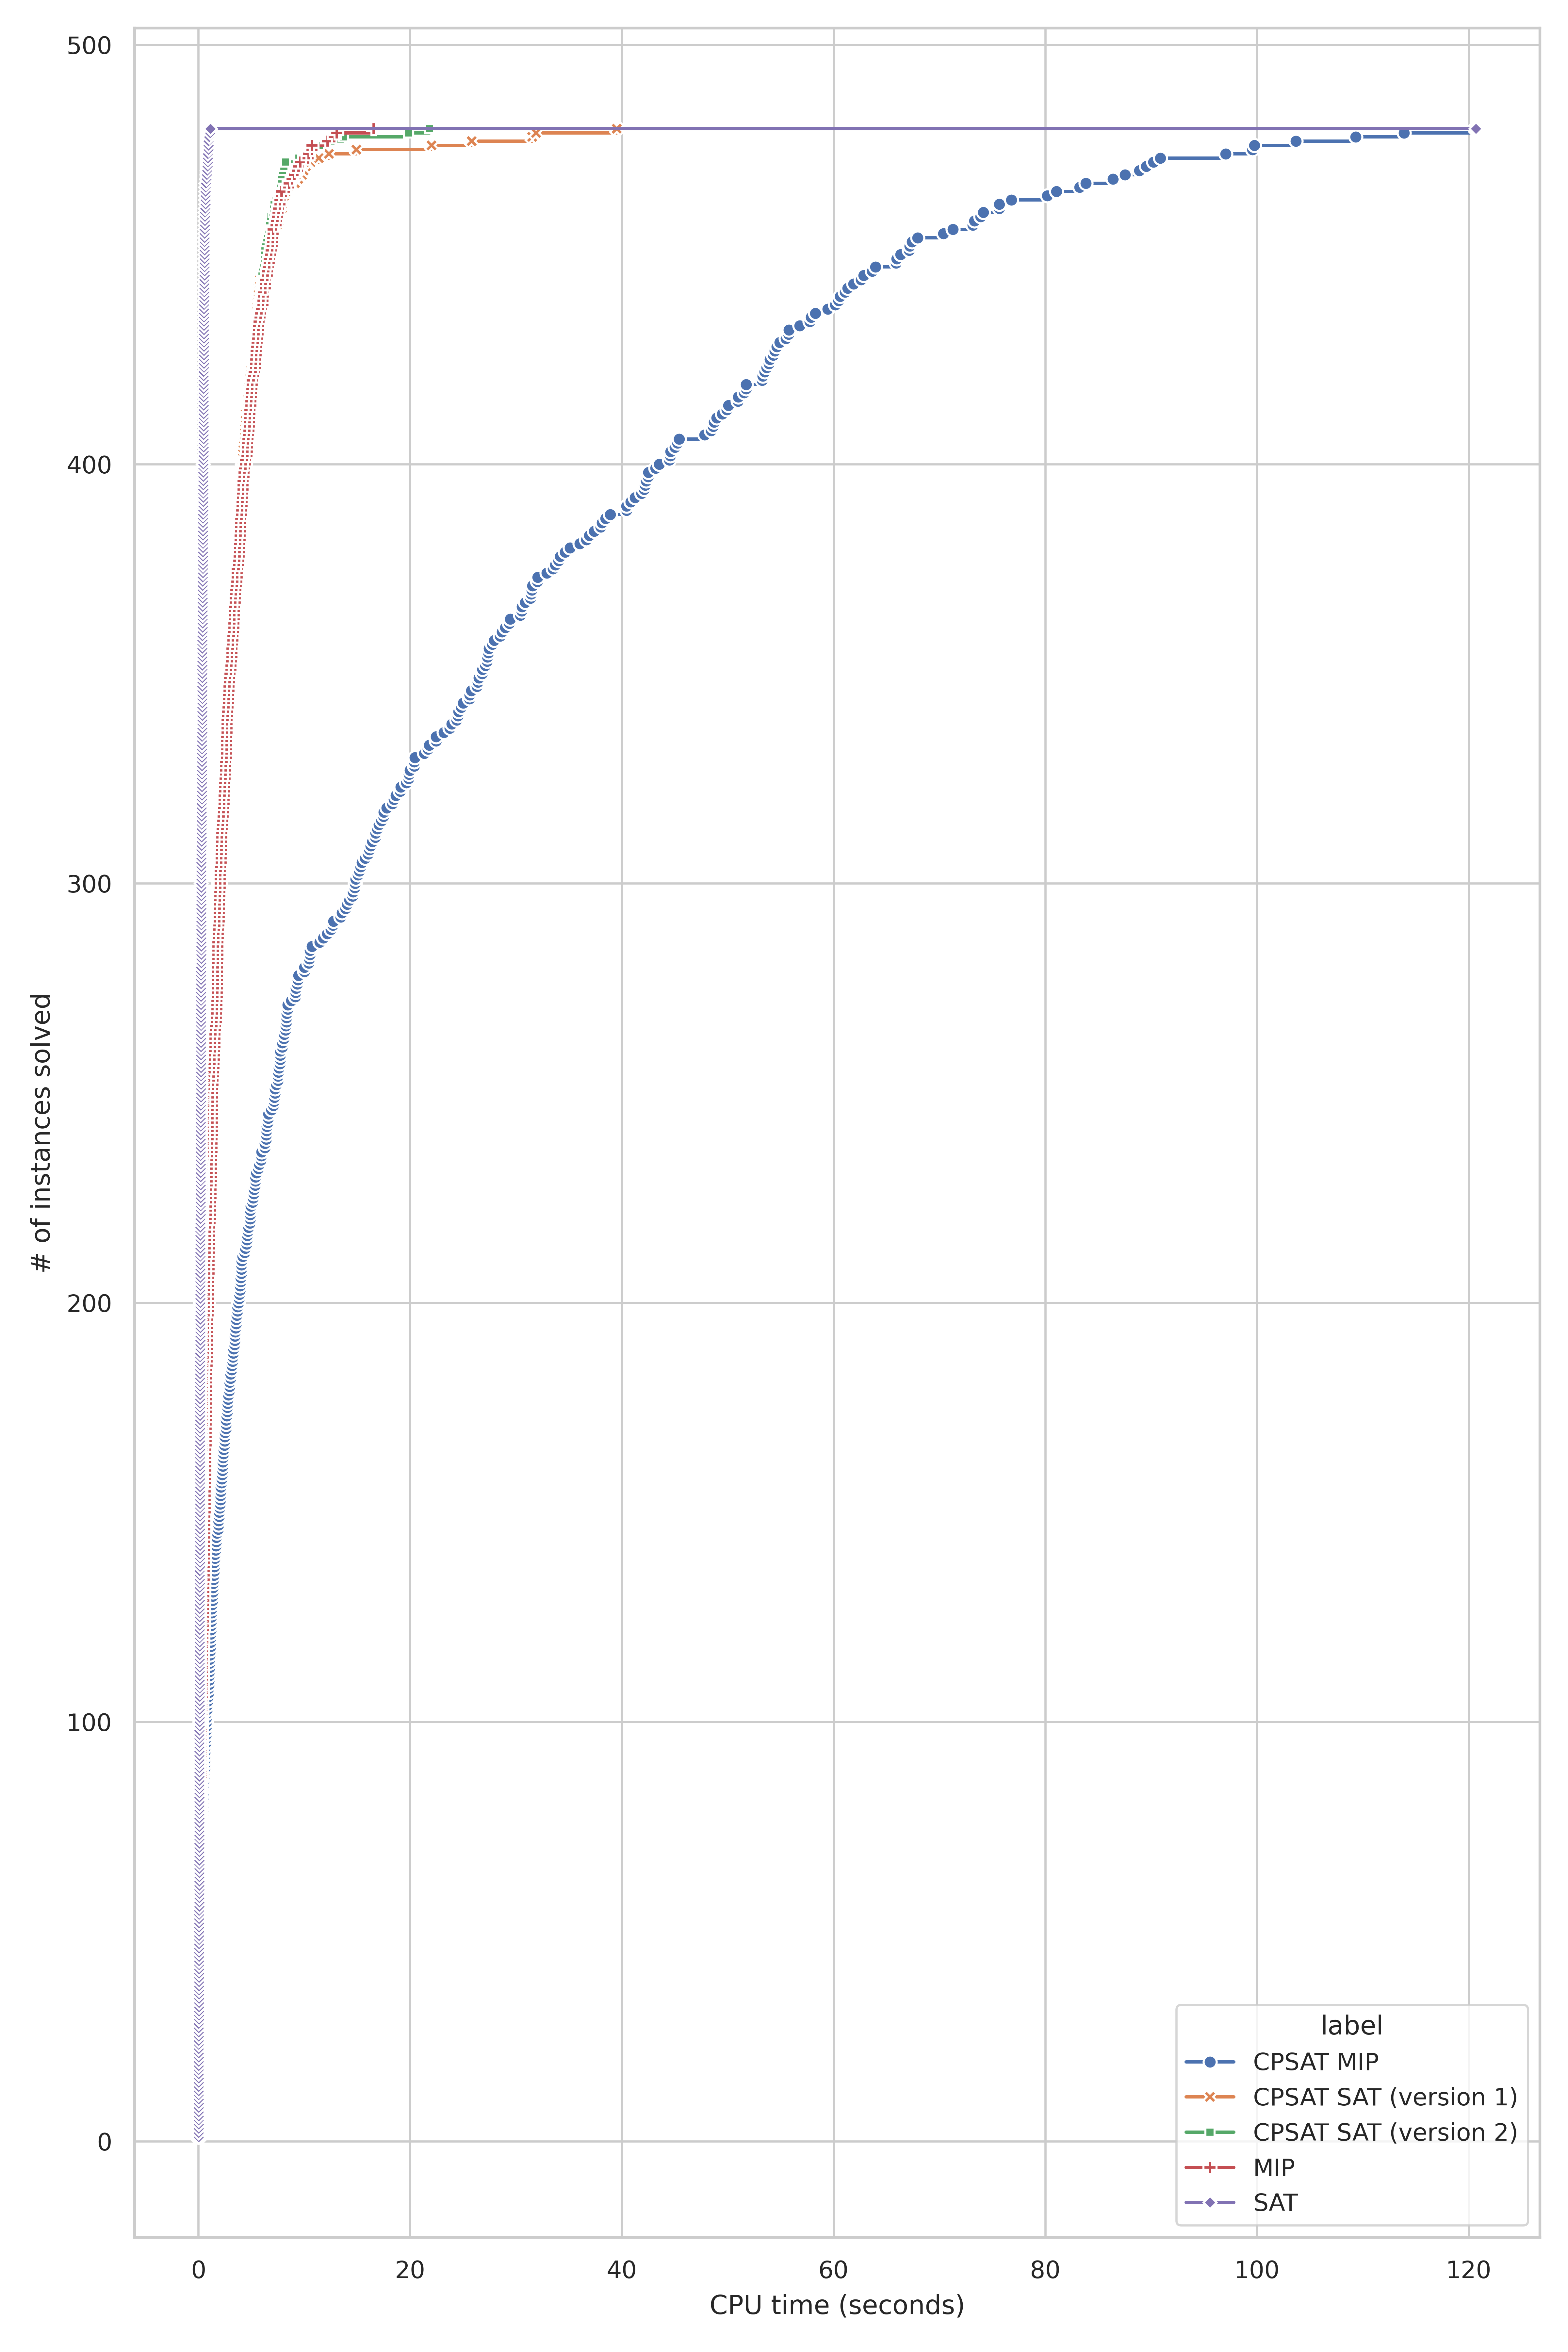 500
400
300
200
100
0
# of instances solved
0 20 40 60 80 100 120
CPU time (seconds)
label
CPSAT MIP
CPSAT SAT (version 1)
CPSAT SAT (version 2)
MIP
SAT